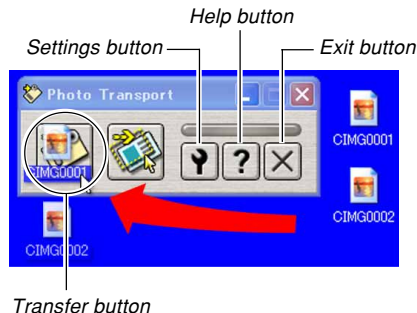 Help button
Settings button
Exit button
Photo Transport
CIMG0001
CIMG0001
CIMG0002
CIMG0002
Transfer button